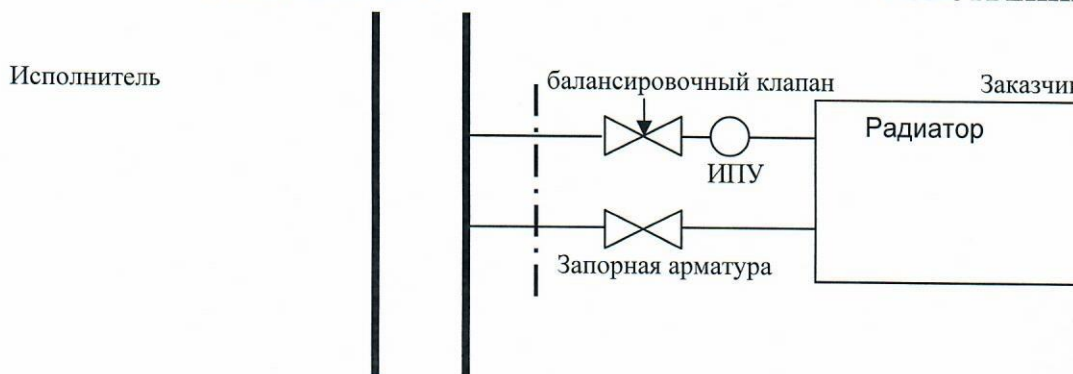 Исполнитель
балансировочный клапан
Радиатор
ИПУ
Запорная арматура